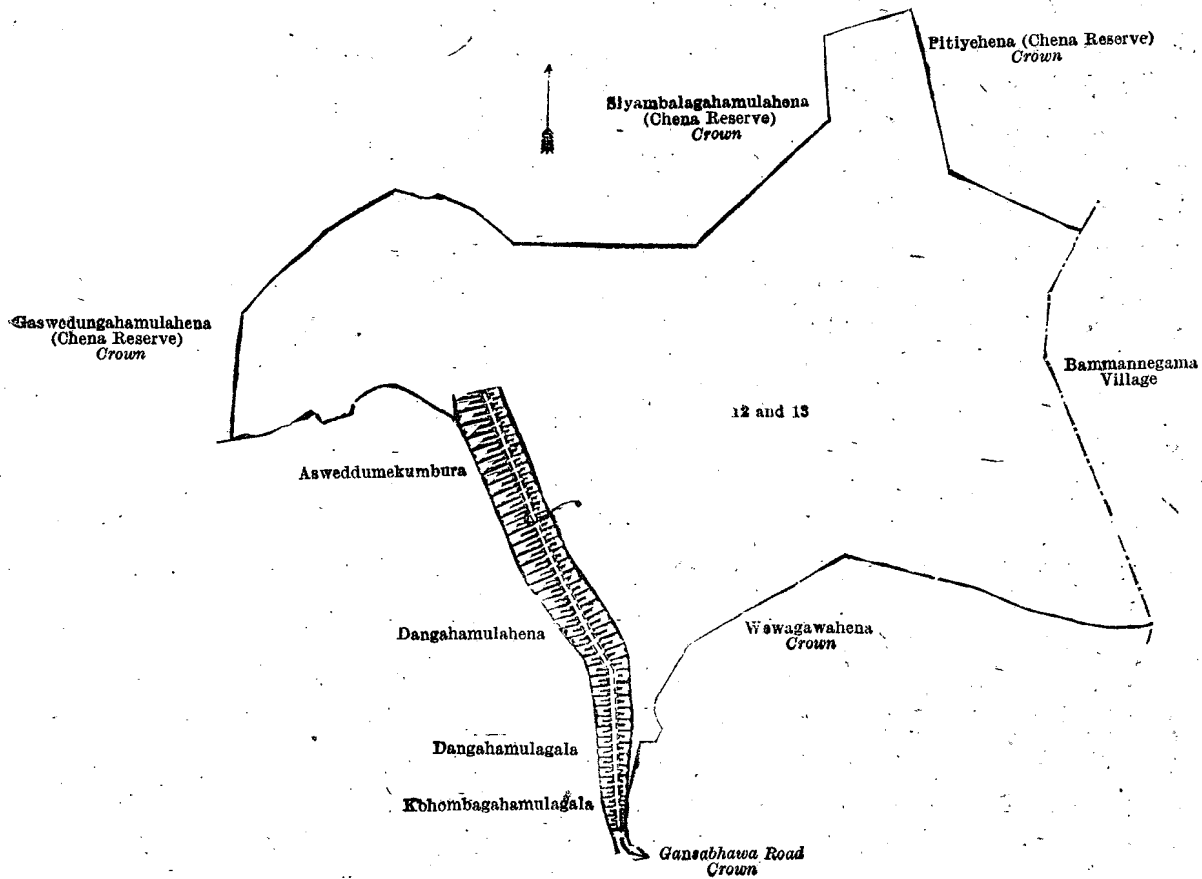 Pitiyehena (Chena Reserve)
Crown
Siyambalagahamulahena
(Chena Reserve)
Crown
Gaswedungahamulahena
(Chena Reserve)
Crown
Bammannegama
Village
12 and 13
Asweddumekumbura
Dangahamulahena
Wewagawahena
Crown
Dangahamulagala
Kohombagahamulagala
Gansabhawa Road
Crown